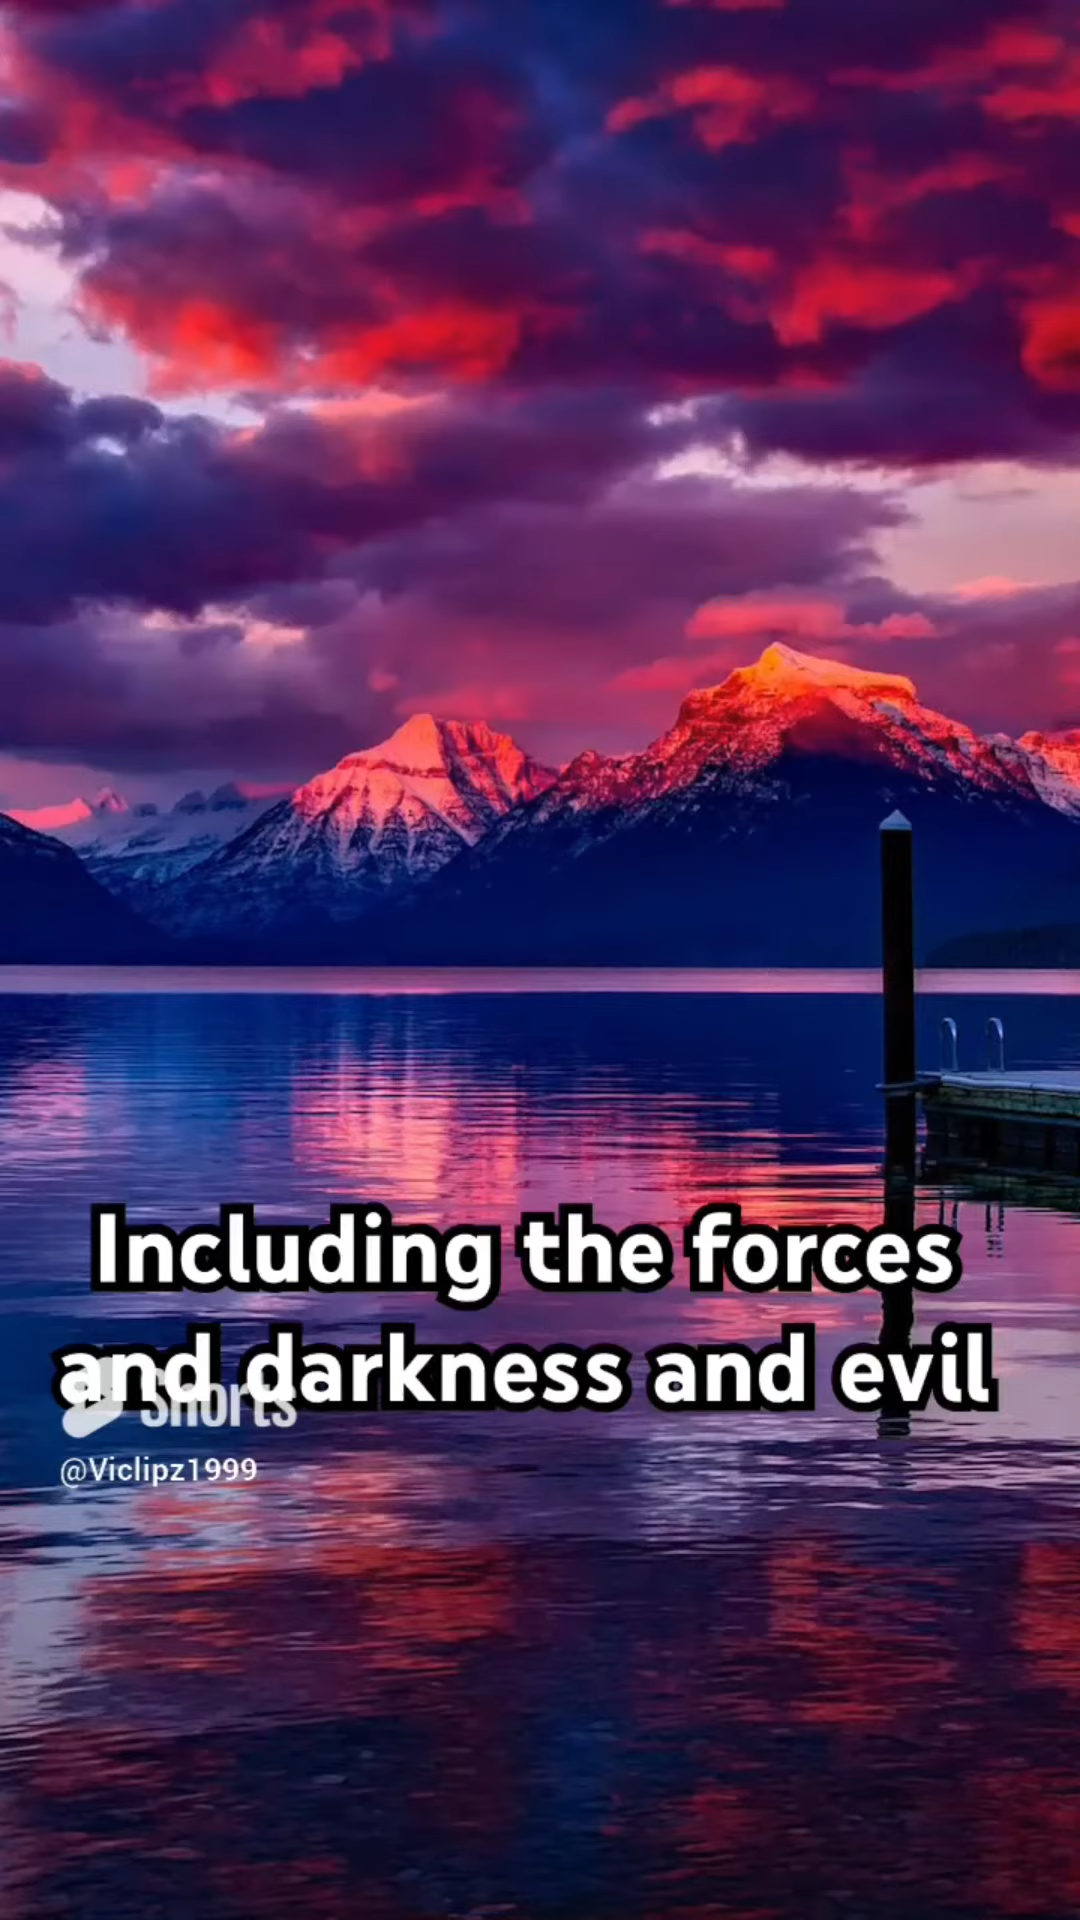 Including the forces
and darkness and evil
Shorts
@Viclipz1999